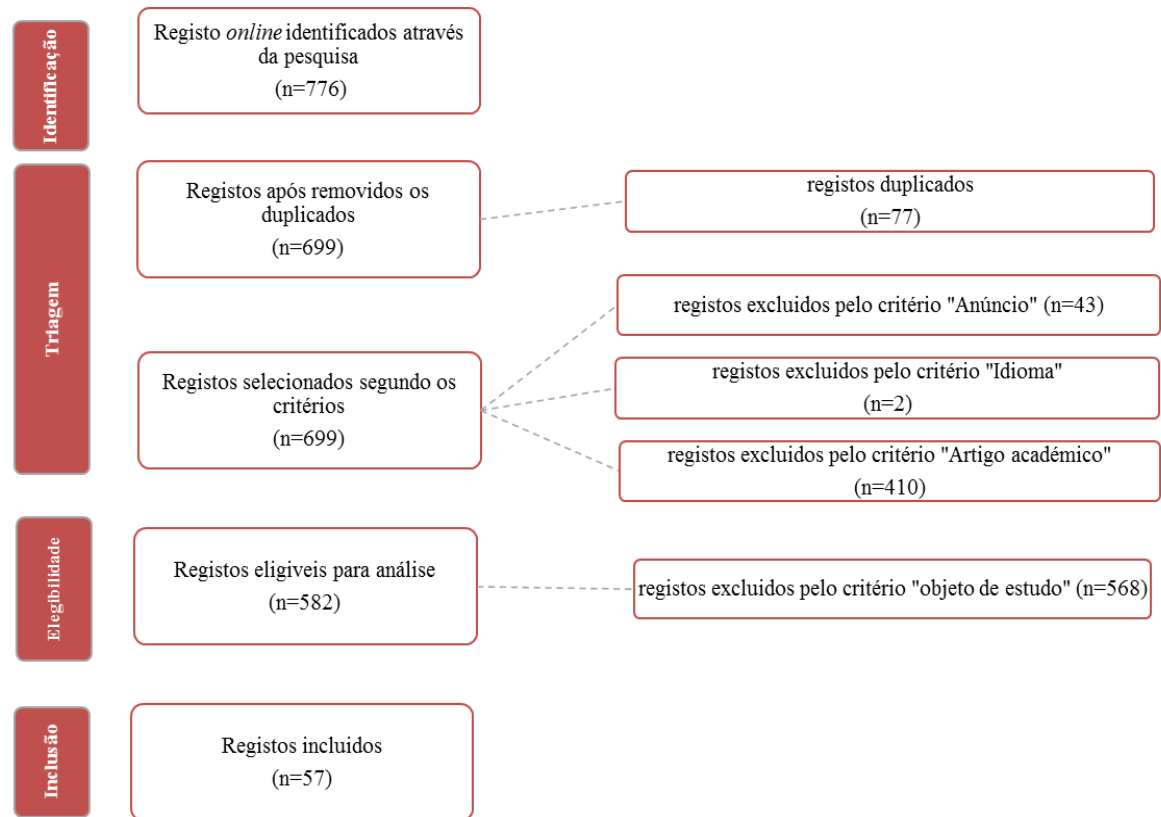 Identificação
Registo online identificados através
da pesquisa
(n=776)
Triagem
Registos após removidos os
duplicados
(n=699)
registos duplicados
(n=77)
Registos selecionados segundo os
critérios
(n=699)
registos excluidos pelo critério "Anúncio" (n=43)
registos excluidos pelo critério "Idioma"
(n=2)
registos excluidos pelo critério "Artigo académico"
(n=410)
Elegibilidade
Registos eligiveis para análise
(n=582)
registos excluidos pelo critério "objeto de estudo" (n=568)
Inclusão
Registos incluidos
(n=57)